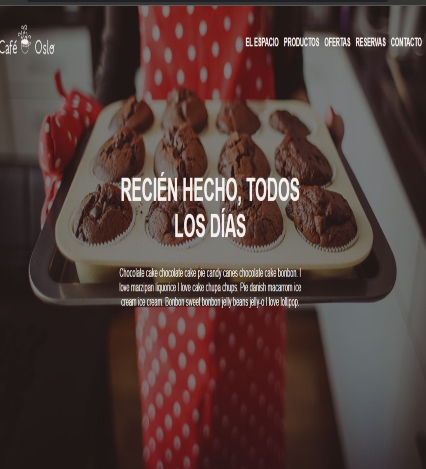 Café Oslo
EL ESPACIO PRODUCTOS OFERTAS RESERVAS CONTACTO
RECIÉN HECHO, TODOS
LOS DÍAS
Chocolate cake chocolate cake pie candy canes chocolate cake bonbon. I
love marzipan liquorice I love cake chupa chups. Pie danish macaroon ice
cream ice cream. Bonbon sweet bonbon jelly beans jelly-o I love lollipop.